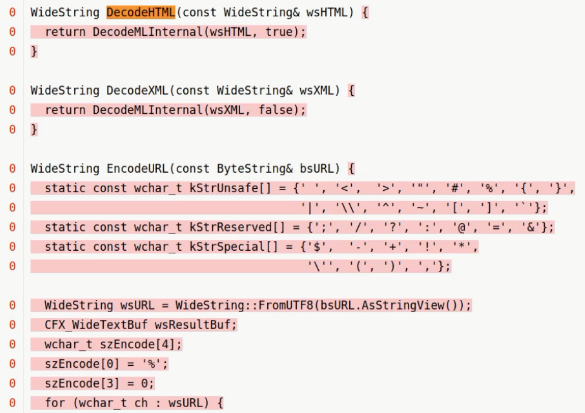 0 WideString DecodeHTML(const WideString& wsHTML) {
0   return DecodeMLInternal(wsHTML, true);
0 }
0 WideString DecodeXML(const WideString& wsXML) {
0   return DecodeMLInternal(wsXML, false);
0 }
0 WideString EncodeURL(const ByteString& bsURL) {
0   static const wchar_t kStrUnsafe[] = {' ', '<',  '>', '"', '#', '%', '{', '}',
0                                        '|', '\\', '^', '~', '[', ']', '`'};
0   static const wchar_t kStrReserved[] = {';', '/', '?', ':', '@', '=', '&'};
0   static const wchar_t kStrSpecial[] = {'$',  '-', '+', '!', '*',
0                                         '\'', '(', ')', ','};
0   WideString wsURL = WideString::FromUTF8(bsURL.AsStringView());
0   CFX_WideTextBuf wsResultBuf;
0   wchar_t szEncode[4];
0   szEncode[0] = '%';
0   szEncode[3] = 0;
0   for (wchar_t ch : wsURL) {